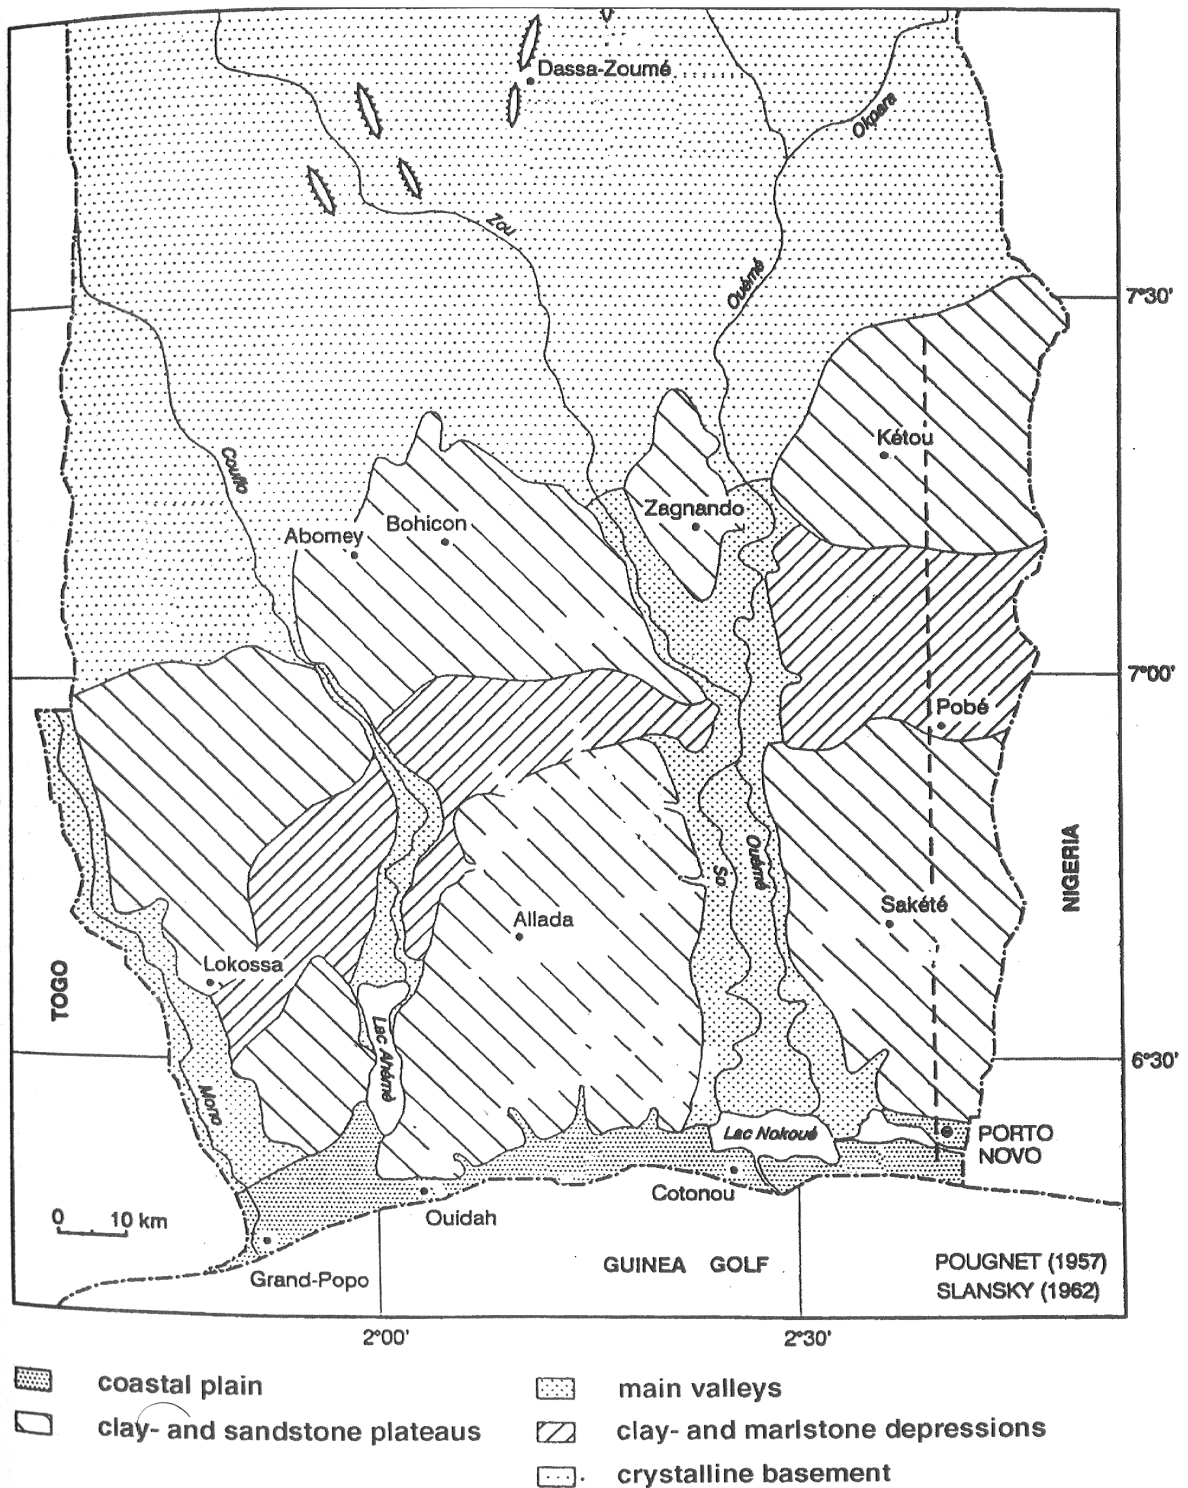 Dassa-Zoumé
Okpara
Zou
Ouémé
7°30'
Kétou
Couffo
Zagnando
Bohicon
Abomey
7°00'
Pobé
Ouémé
So
NIGERIA
Sakété
Allada
Lokossa
TOGO
Lac Ahémé
6°30'
Mono
Lac Nokoué
PORTO
NOVO
Cotonou
0 10 km
Ouidah
GUINEA GOLF
POUGNET (1957)
Grand-Popo
SLANSKY (1962)
2°00' 2°30'
coastal plain
main valleys
clay- and sandstone plateaus
clay- and marlstone depressions
crystalline basement